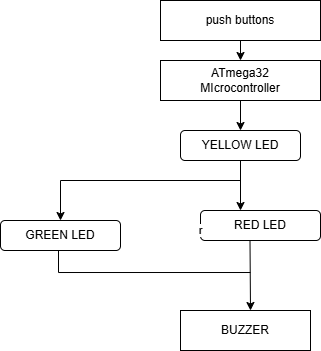 push buttons
ATmega32
MIcrocontroller
YELLOW LED
GREEN LED
r
RED LED
BUZZER